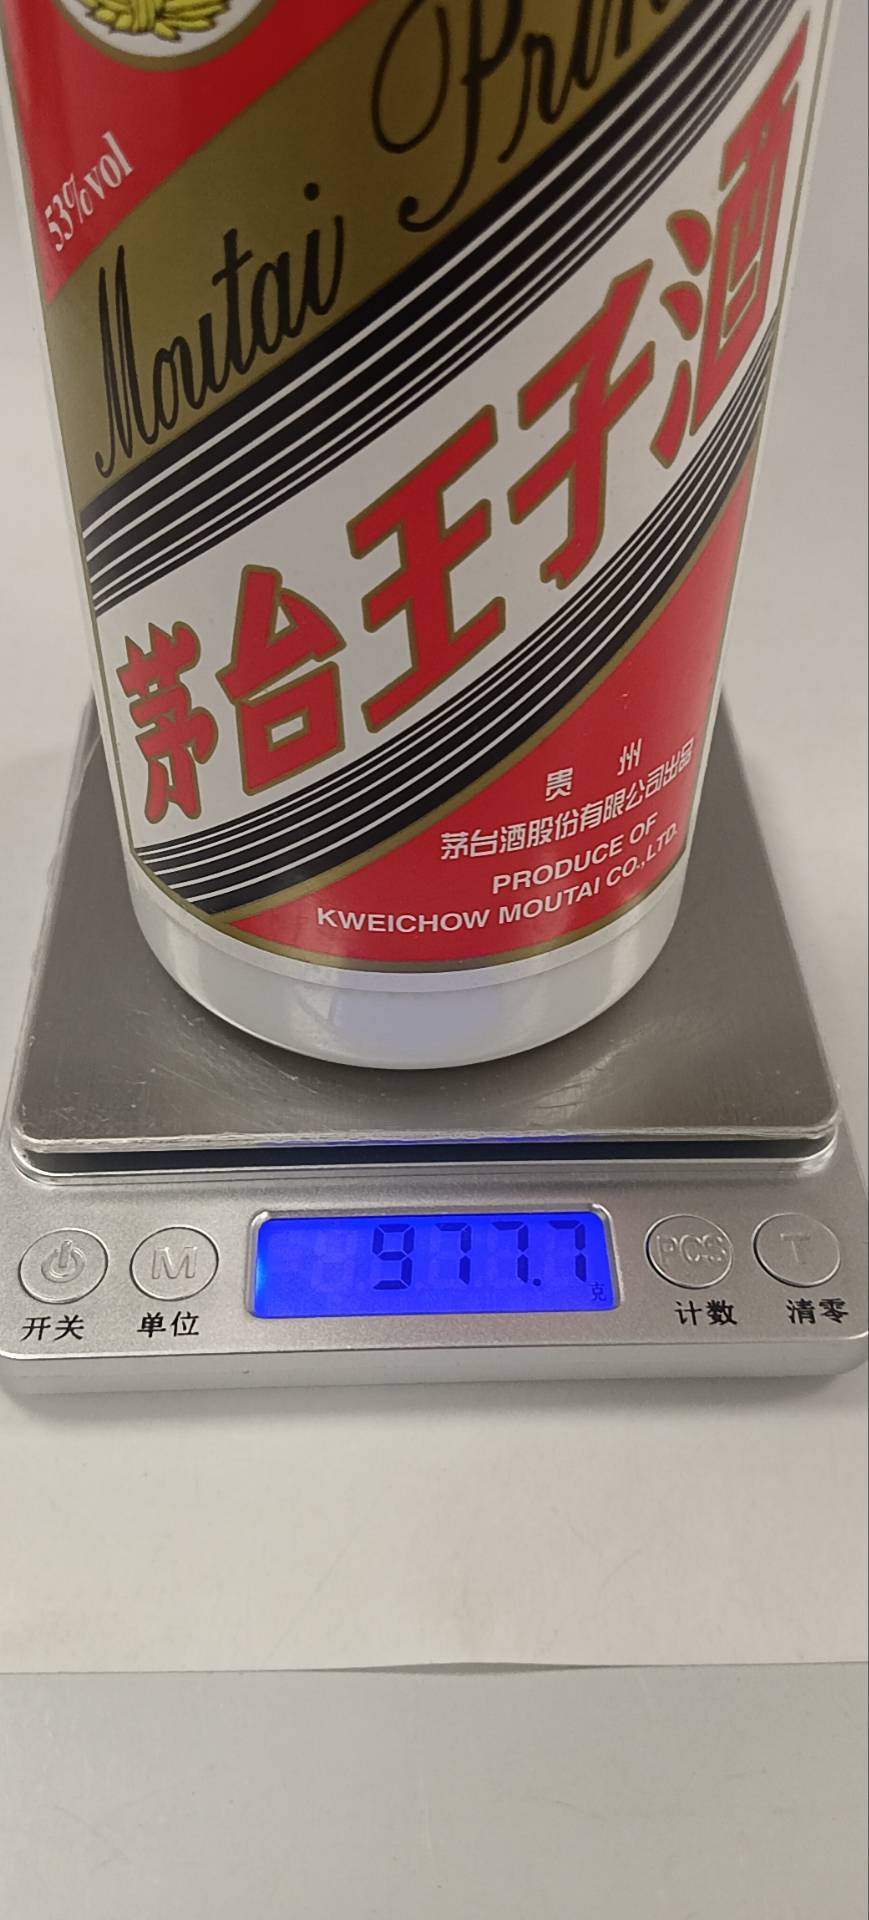 53%vol
Moutai Prin
茅台王子酒
贵 州
茅台酒股份有限公司出品
PRODUCE OF
KWEICHOW MOUTAI CO.,LTD.
977.7
克
M
PCS
T
开关
单位
计数
清零